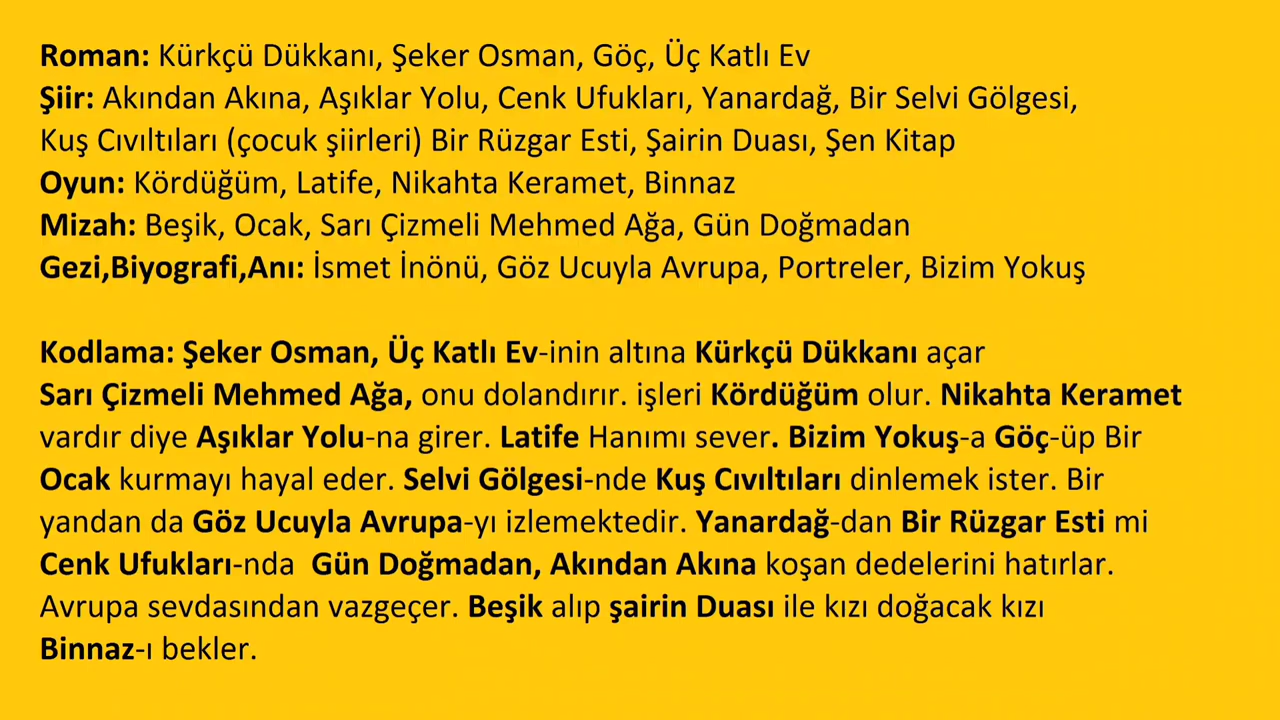 Roman: Kürkçü Dükkanı, Şeker Osman, Göç, Üç Katlı Ev
Şiir: Akından Akına, Aşıklar Yolu, Cenk Ufukları, Yanardağ, Bir Selvi Gölgesi,
Kuş Cıvıltıları (çocuk şiirleri) Bir Rüzgar Esti, Şairin Duası, Şen Kitap
Oyun: Kördüğüm, Latife, Nikahta Keramet, Binnaz
Mizah: Beşik, Ocak, Sarı Çizmeli Mehmed Ağa, Gün Doğmadan
Gezi,Biyografi,Anı: İsmet İnönü, Göz Ucuyla Avrupa, Portreler, Bizim Yokuş
Kodlama: Şeker Osman, Üç Katlı Ev-inin altına Kürkçü Dükkanı açar
Sarı Çizmeli Mehmed Ağa, onu dolandırır. işleri Kördüğüm olur. Nikahta Keramet
vardır diye Aşıklar Yolu-na girer. Latife Hanımı sever. Bizim Yokuş-a Göç-üp Bir
Ocak kurmayı hayal eder. Selvi Gölgesi-nde Kuş Cıvıltıları dinlemek ister. Bir
yandan da Göz Ucuyla Avrupa-yı izlemektedir. Yanardağ-dan Bir Rüzgar Esti mi
Cenk Ufukları-nda  Gün Doğmadan, Akından Akına koşan dedelerini hatırlar.
Avrupa sevdasından vazgeçer. Beşik alıp şairin Duası ile kızı doğacak kızı
Binnaz-ı bekler.